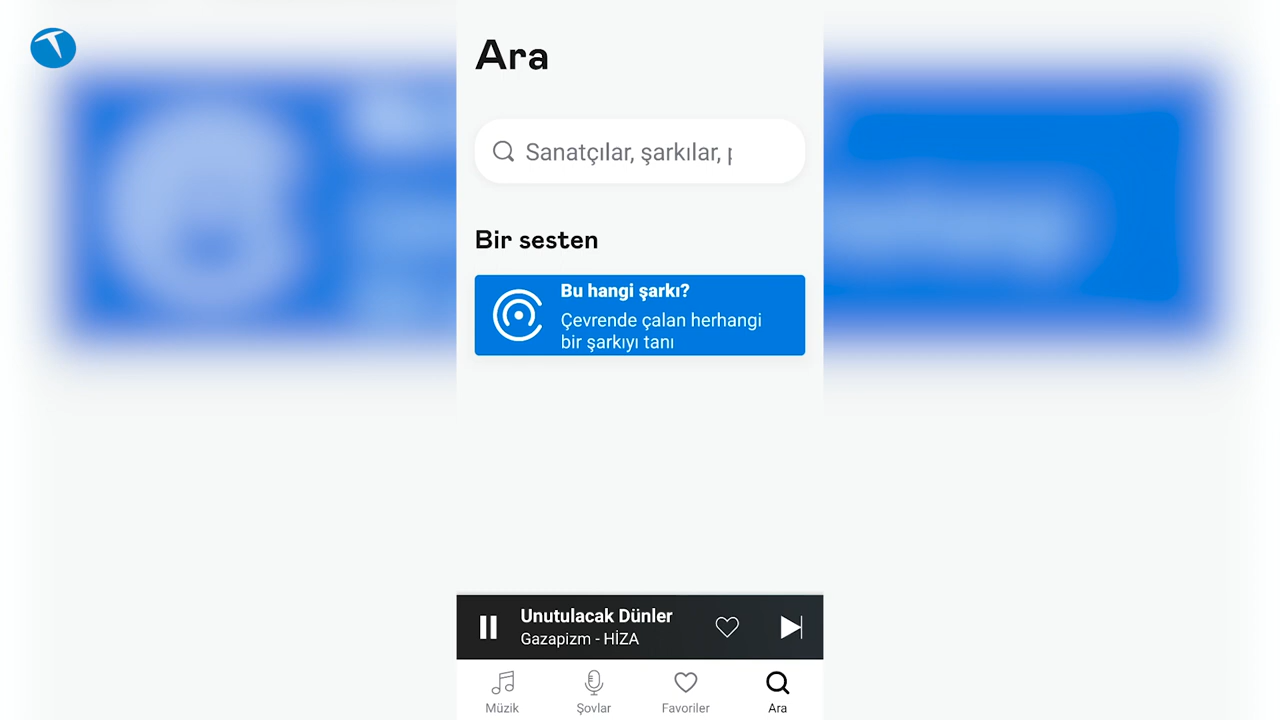 Ara
Sanatçılar, şarkılar, p
Bir sesten
Bu hangi şarkı?
Çevrende çalan herhangi
bir şarkıyı tanı
Unutulacak Dünler
Gazapizm - HİZA
Müzik
Şovlar
Favoriler
Ara